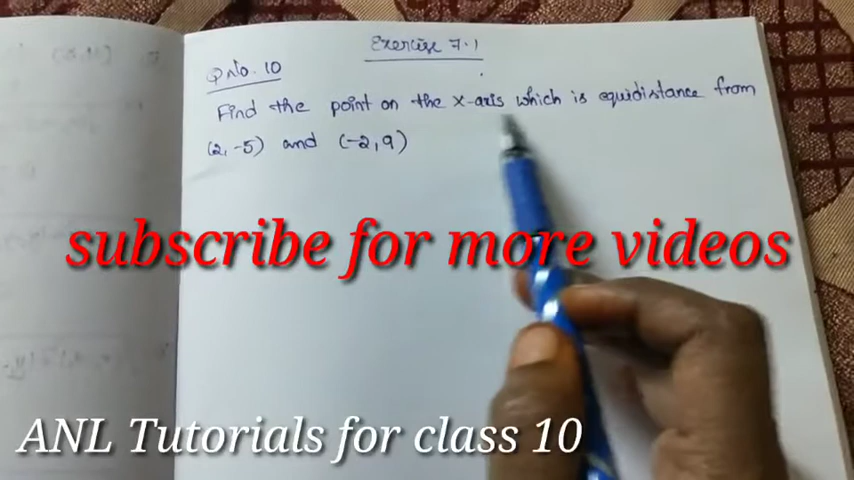 Exercise 7.1
Q No. 10
Find the point on the x-axis which is equidistance from
(2, -5) and (-2, 9)
subscribe for more videos
ANL Tutorials for class 10